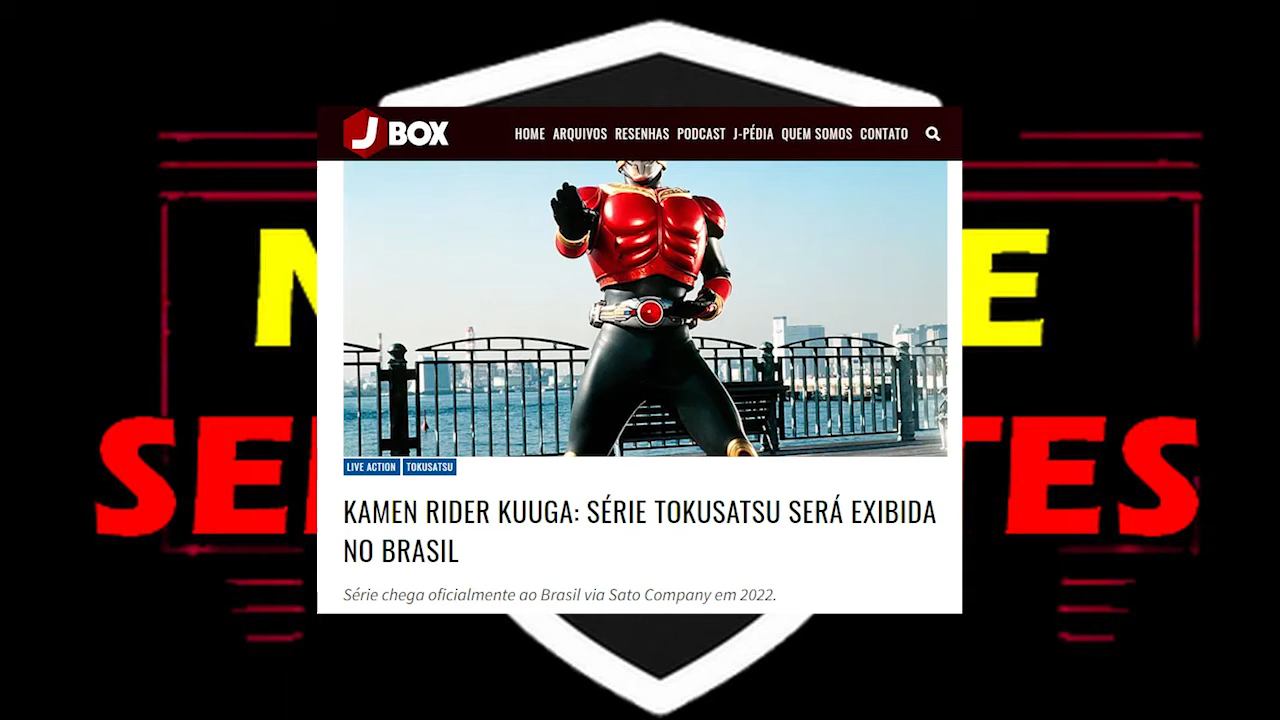 J BOX
HOME ARQUIVOS RESENHAS PODCAST J-PÉDIA QUEM SOMOS CONTATO
LIVE ACTION TOKUSATSU
KAMEN RIDER KUUGA: SÉRIE TOKUSATSU SERÁ EXIBIDA
NO BRASIL
Série chega oficialmente ao Brasil via Sato Company em 2022.